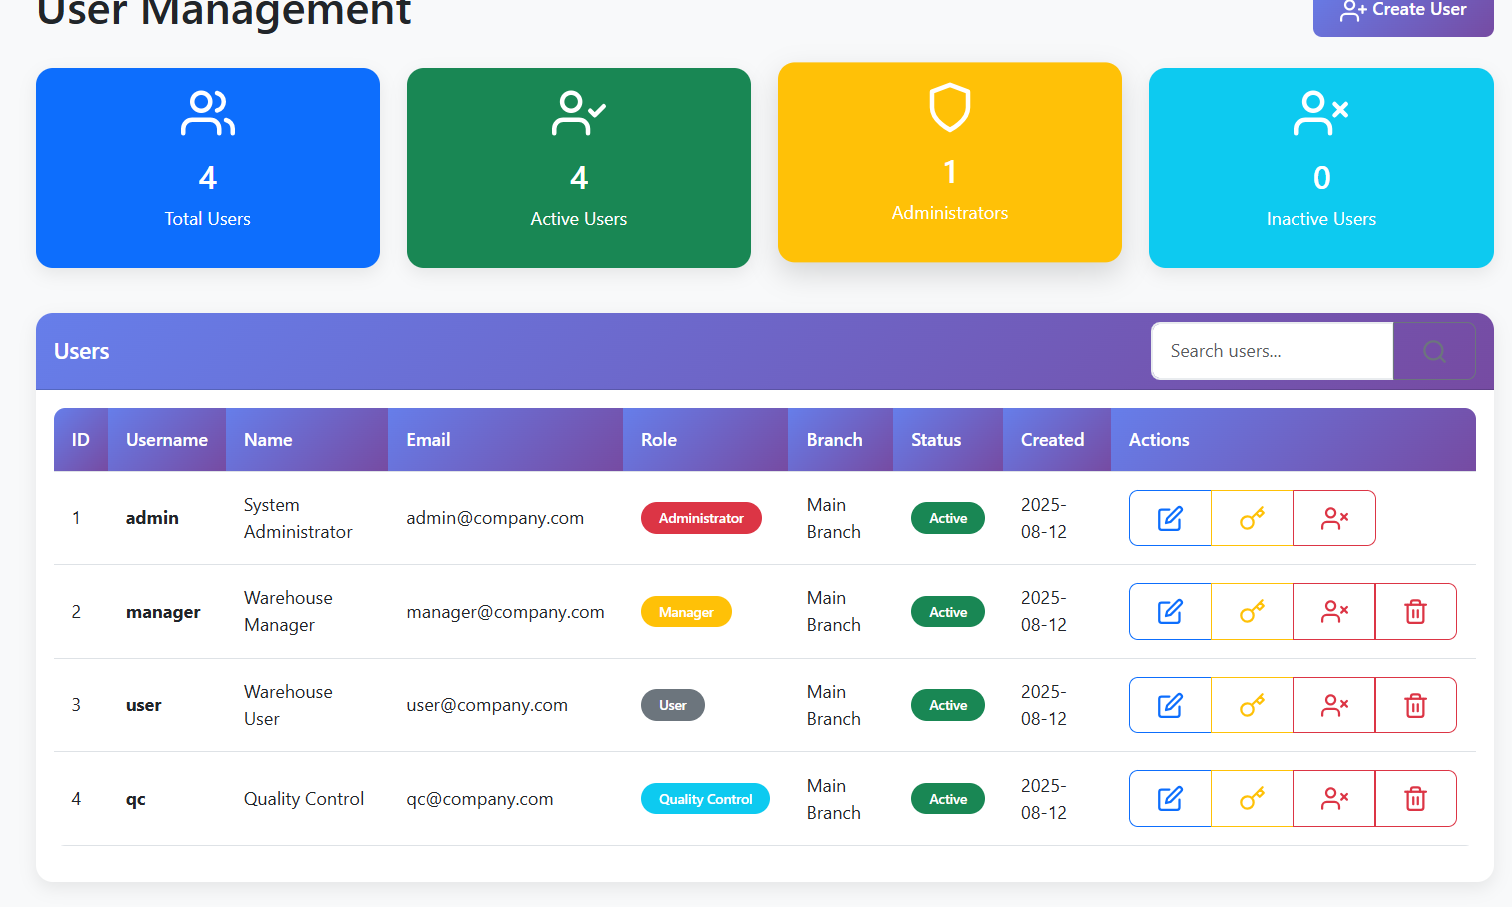 User Management
Create User
4
Total Users
4
Active Users
1
Administrators
0
Inactive Users
Users
Search users...
ID Username Name Email Role Branch Status Created Actions
1 admin System Administrator admin@company.com Administrator Main Branch Active 2025-08-12
2 manager Warehouse Manager manager@company.com Manager Main Branch Active 2025-08-12
3 user Warehouse User user@company.com User Main Branch Active 2025-08-12
4 qc Quality Control qc@company.com Quality Control Main Branch Active 2025-08-12